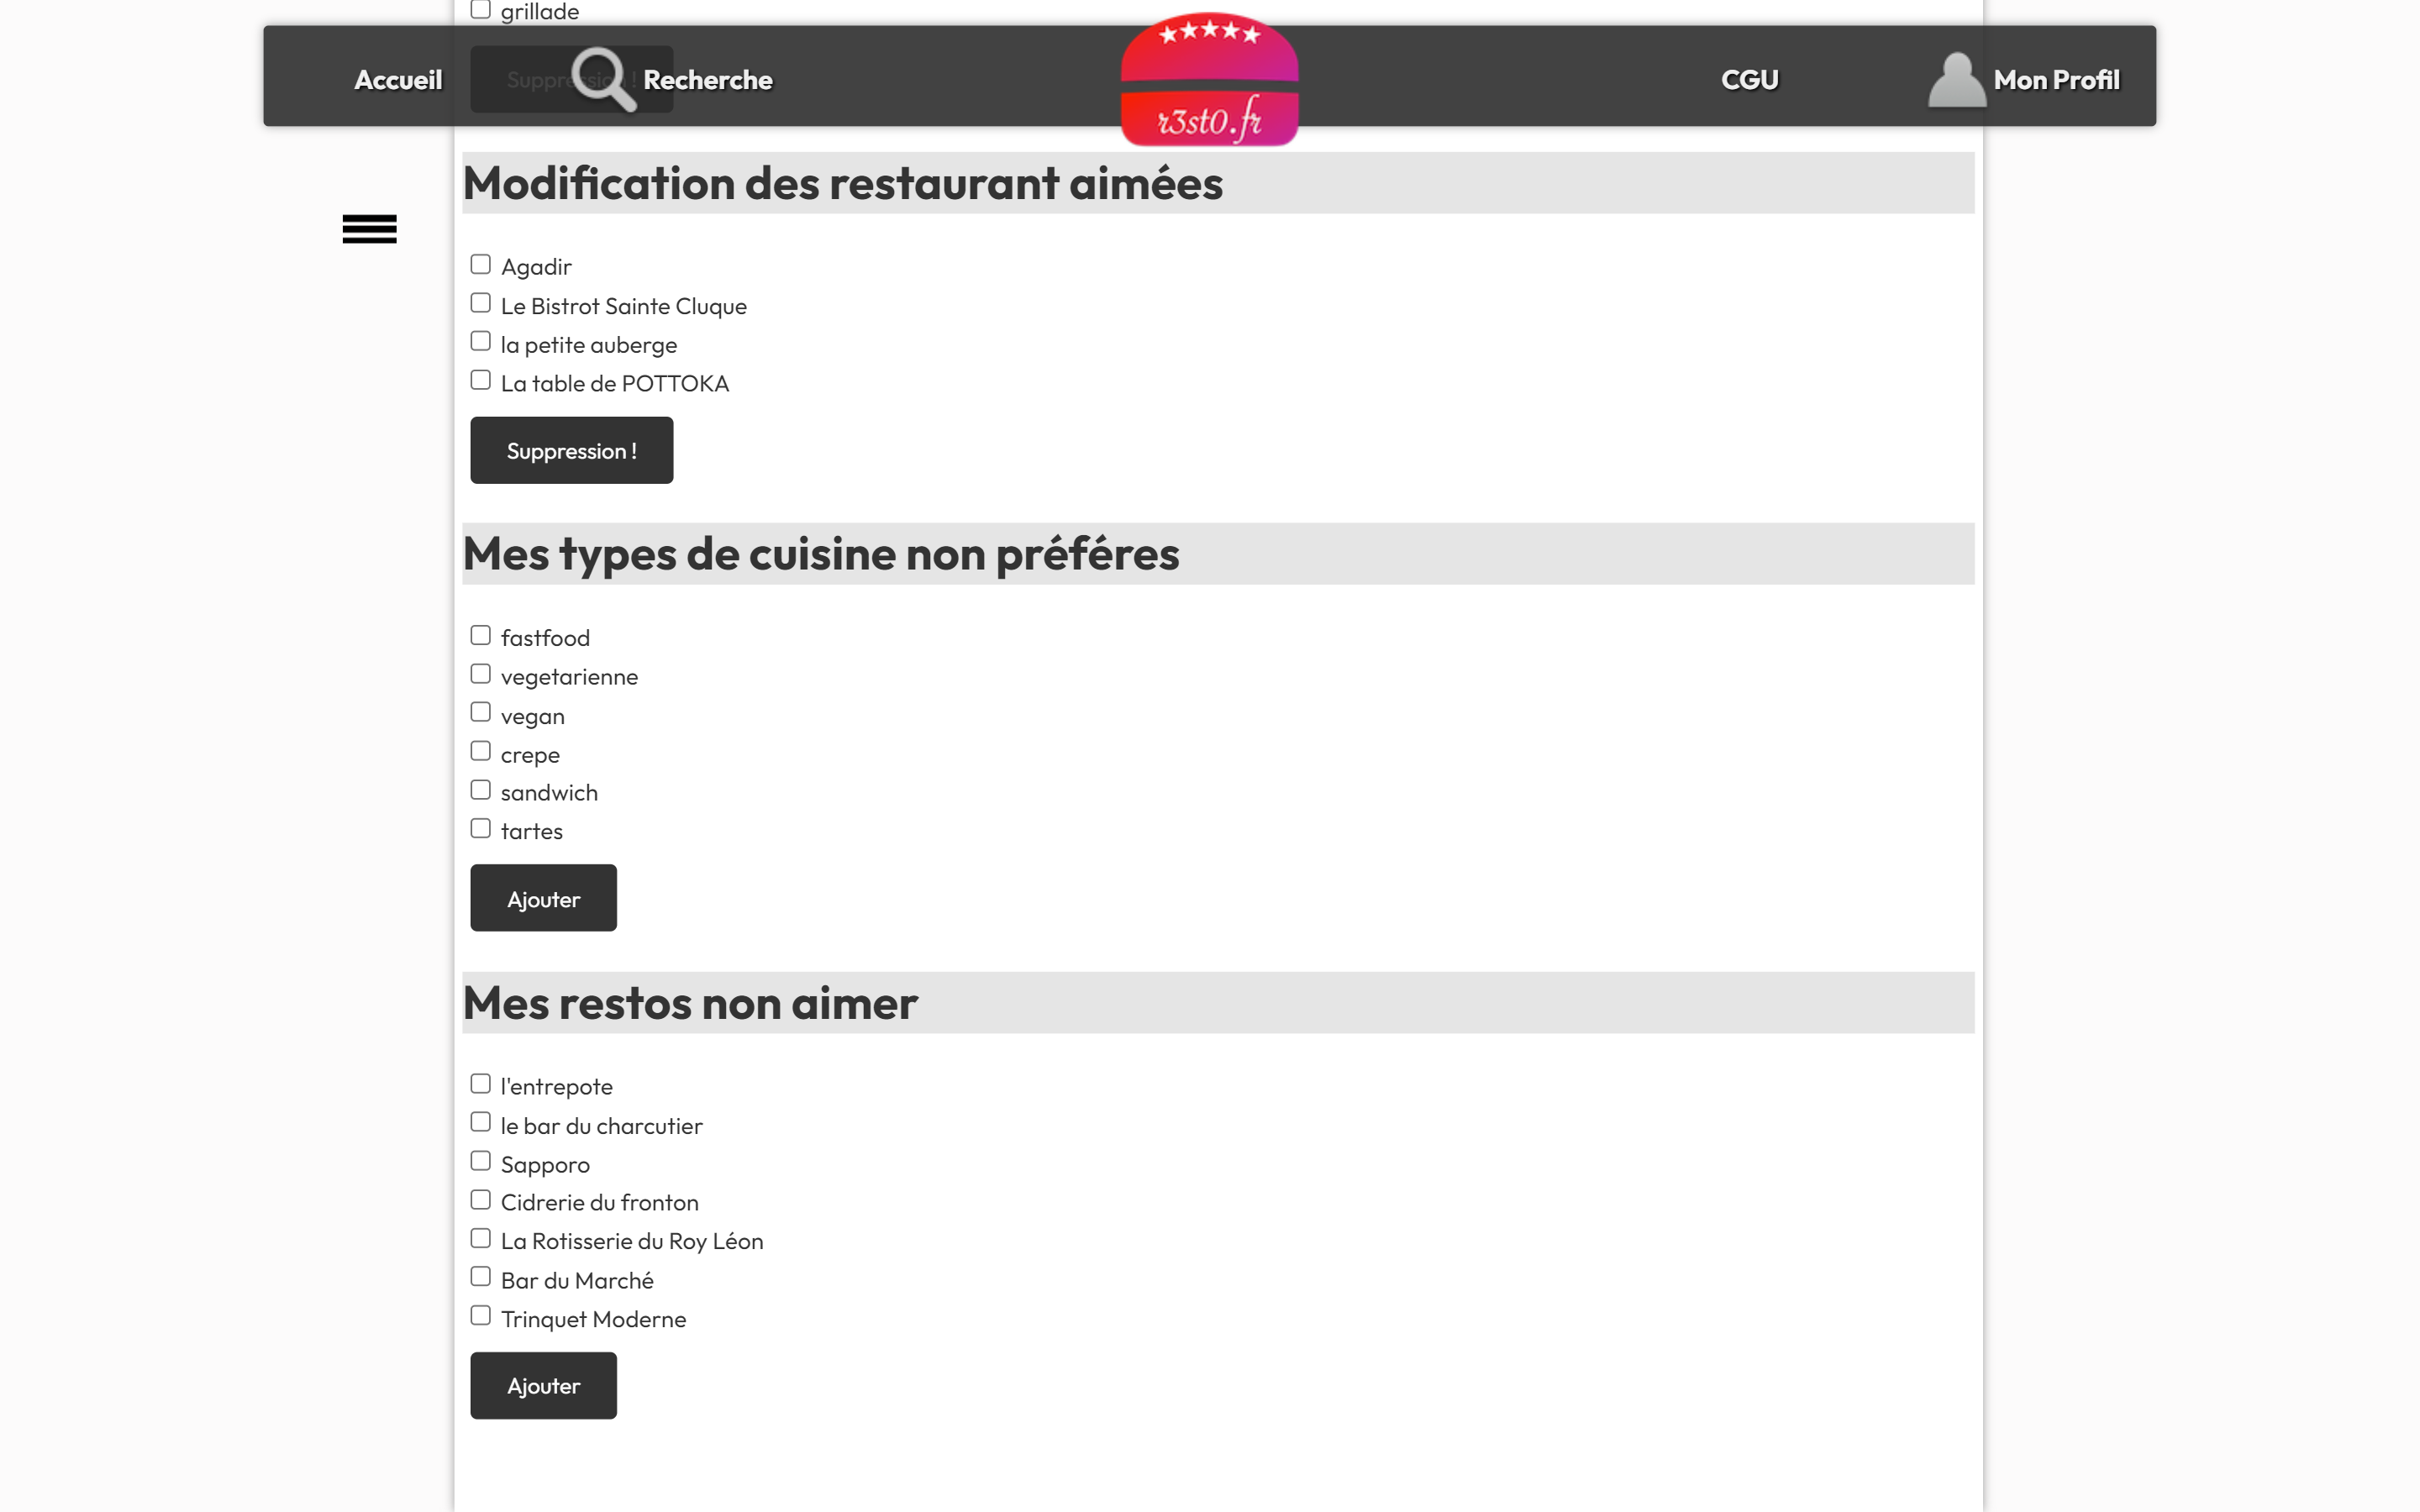 grillade
Accueil
Suppression !
Recherche
r3st0.fr
CGU
Mon Profil
Modification des restaurant aimées
Agadir
Le Bistrot Sainte Cluque
la petite auberge
La table de POTTOKA
Suppression !
Mes types de cuisine non préféres
fastfood
vegetarienne
vegan
crepe
sandwich
tartes
Ajouter
Mes restos non aimer
l'entrepote
le bar du charcutier
Sapporo
Cidrerie du fronton
La Rotisserie du Roy Léon
Bar du Marché
Trinquet Moderne
Ajouter